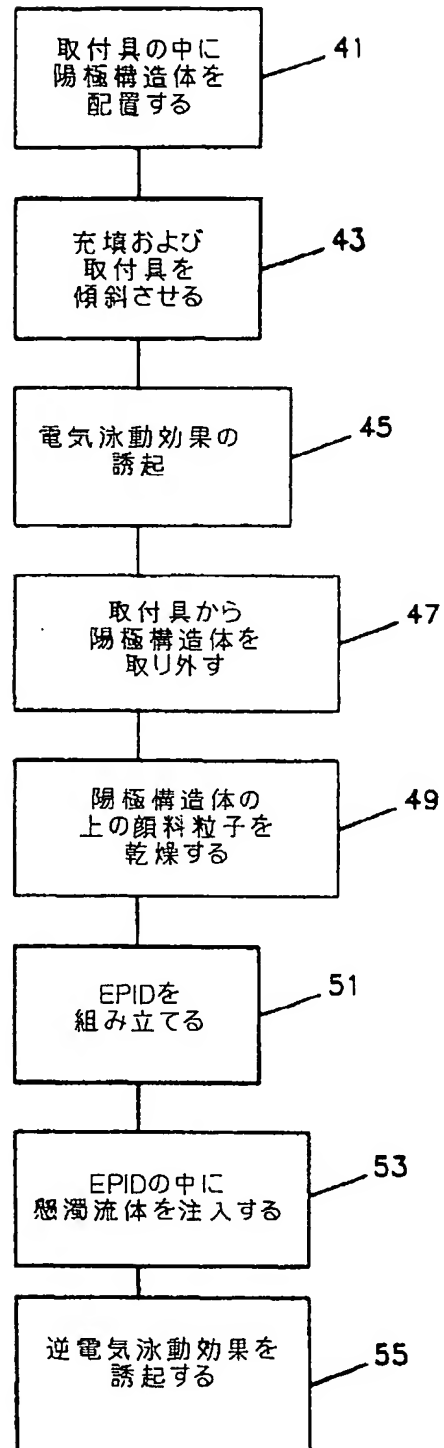 取付具の中に
陽極構造体を
配置する
41
充填および
取付具を
傾斜させる
43
電気泳動効果の
誘起
45
取付具から
陽極構造体を
取り外す
47
陽極構造体の
上の顔料粒子を
乾燥する
49
EPIDを
組み立てる
51
EPIDの中に
懸濁流体を注入する
53
逆電気泳動効果を
誘起する
55